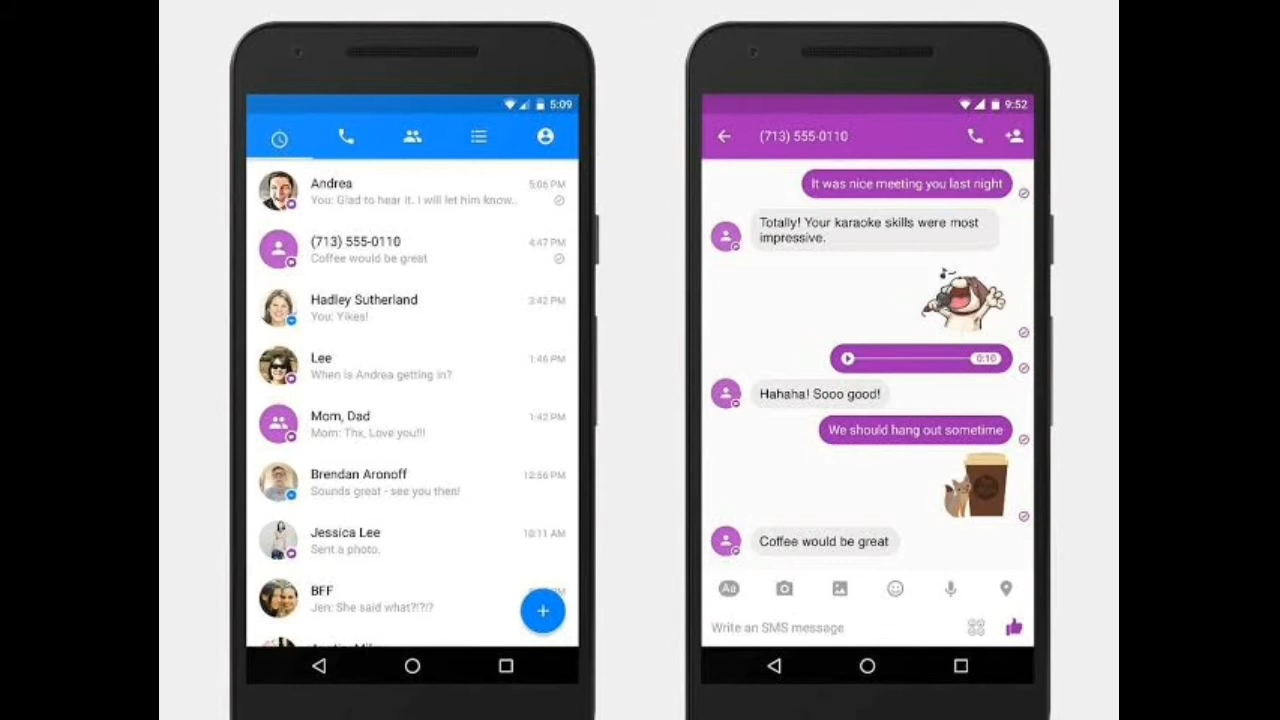 5:09
Andrea
5:06 PM
You: Glad to hear it. I will let him know..
(713) 555-0110
4:47 PM
Coffee would be great
Hadley Sutherland
3:42 PM
You: Yikes!
Lee
1:46 PM
When is Andrea getting in?
Mom, Dad
1:42 PM
Mom: Thx, Love you!!!
Brendan Aronoff
12:56 PM
Sounds great - see you then!
Jessica Lee
10:11 AM
Sent a photo.
BFF
Jen: She said what?!?!?
9:52
(713) 555-0110
It was nice meeting you last night
Totally! Your karaoke skills were most
impressive.
0:10
Hahaha! Sooo good!
We should hang out sometime
Coffee would be great
Aa
Write an SMS message